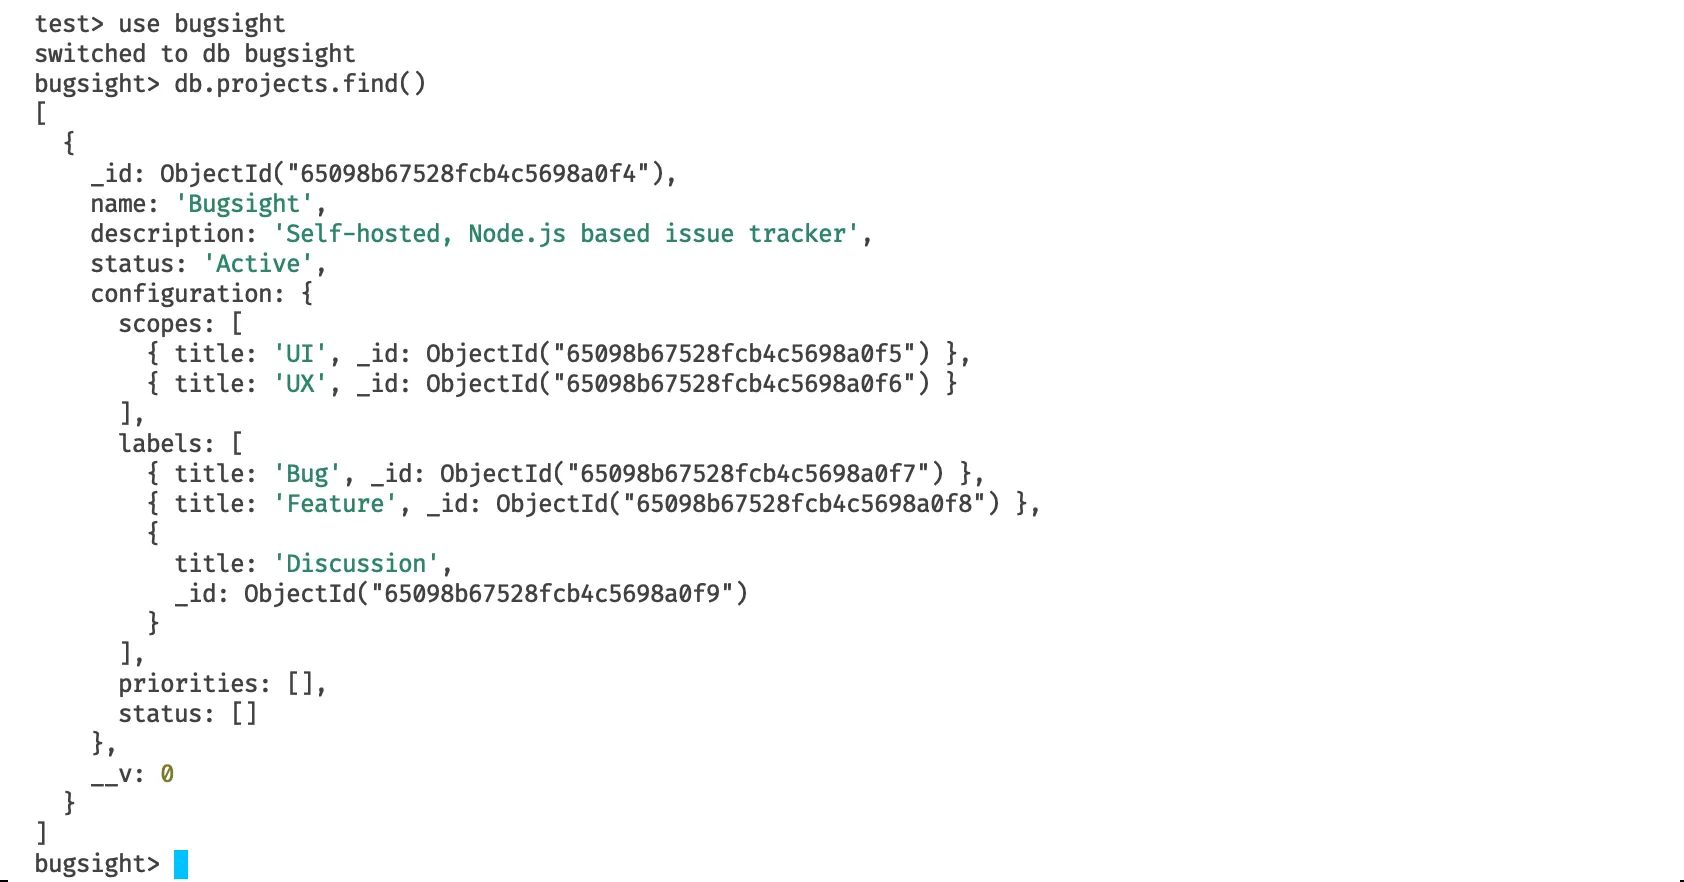 test> use bugsight
switched to db bugsight
bugsight> db.projects.find()
[
  {
    _id: ObjectId("65098b67528fcb4c5698a0f4"),
    name: 'Bugsight',
    description: 'Self-hosted, Node.js based issue tracker',
    status: 'Active',
    configuration: {
      scopes: [
        { title: 'UI', _id: ObjectId("65098b67528fcb4c5698a0f5") },
        { title: 'UX', _id: ObjectId("65098b67528fcb4c5698a0f6") }
      ],
      labels: [
        { title: 'Bug', _id: ObjectId("65098b67528fcb4c5698a0f7") },
        { title: 'Feature', _id: ObjectId("65098b67528fcb4c5698a0f8") },
        {
          title: 'Discussion',
          _id: ObjectId("65098b67528fcb4c5698a0f9")
        }
      ],
      priorities: [],
      status: []
    },
    __v: 0
  }
]
bugsight>